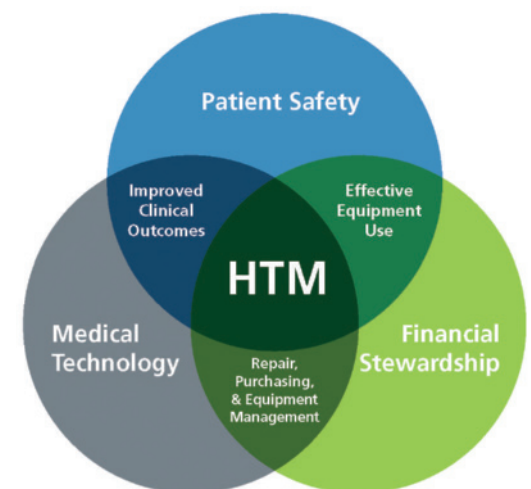 Patient Safety
Improved
Clinical
Outcomes
Effective
Equipment
Use
HTM
Medical
Technology
Financial
Stewardship
Repair,
Purchasing,
& Equipment
Management